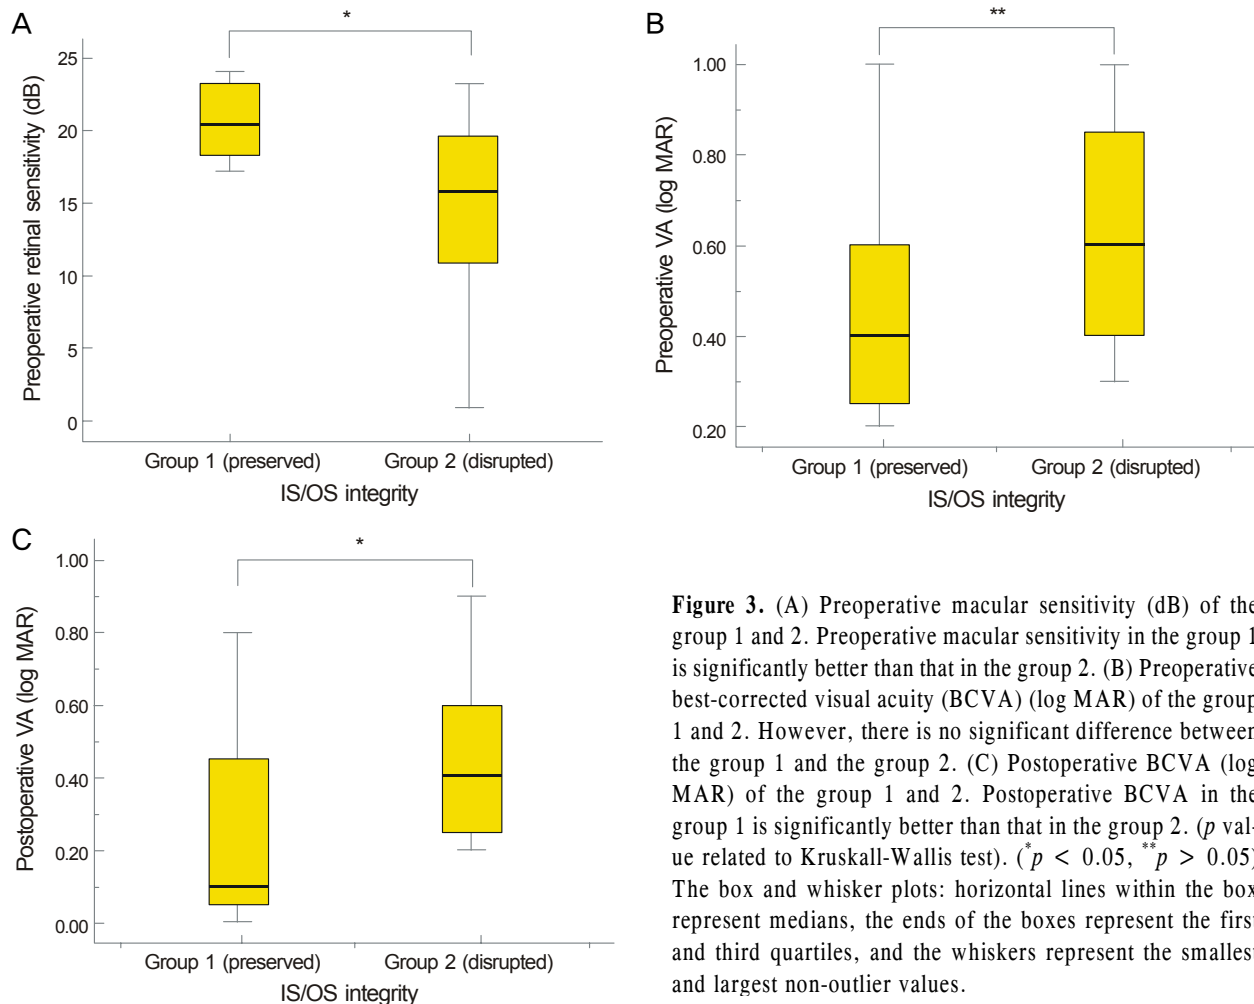 A
*
Preoperative retinal sensitivity (dB)
25
20
15
10
5
0
Group 1 (preserved)
Group 2 (disrupted)
IS/OS integrity
B
**
Preoperative VA (log MAR)
1.00
0.80
0.60
0.40
0.20
Group 1 (preserved)
Group 2 (disrupted)
IS/OS integrity
C
*
Postoperative VA (log MAR)
1.00
0.80
0.60
0.40
0.20
0.00
Group 1 (preserved)
Group 2 (disrupted)
IS/OS integrity
Figure 3. (A) Preoperative macular sensitivity (dB) of the
group 1 and 2. Preoperative macular sensitivity in the group 1
is significantly better than that in the group 2. (B) Preoperative
best-corrected visual acuity (BCVA) (log MAR) of the group
1 and 2. However, there is no significant difference between
the group 1 and the group 2. (C) Postoperative BCVA (log
MAR) of the group 1 and 2. Postoperative BCVA in the
group 1 is significantly better than that in the group 2. (p val-
ue related to Kruskall-Wallis test). (*p < 0.05, **p > 0.05)
The box and whisker plots: horizontal lines within the box
represent medians, the ends of the boxes represent the first
and third quartiles, and the whiskers represent the smallest
and largest non-outlier values.